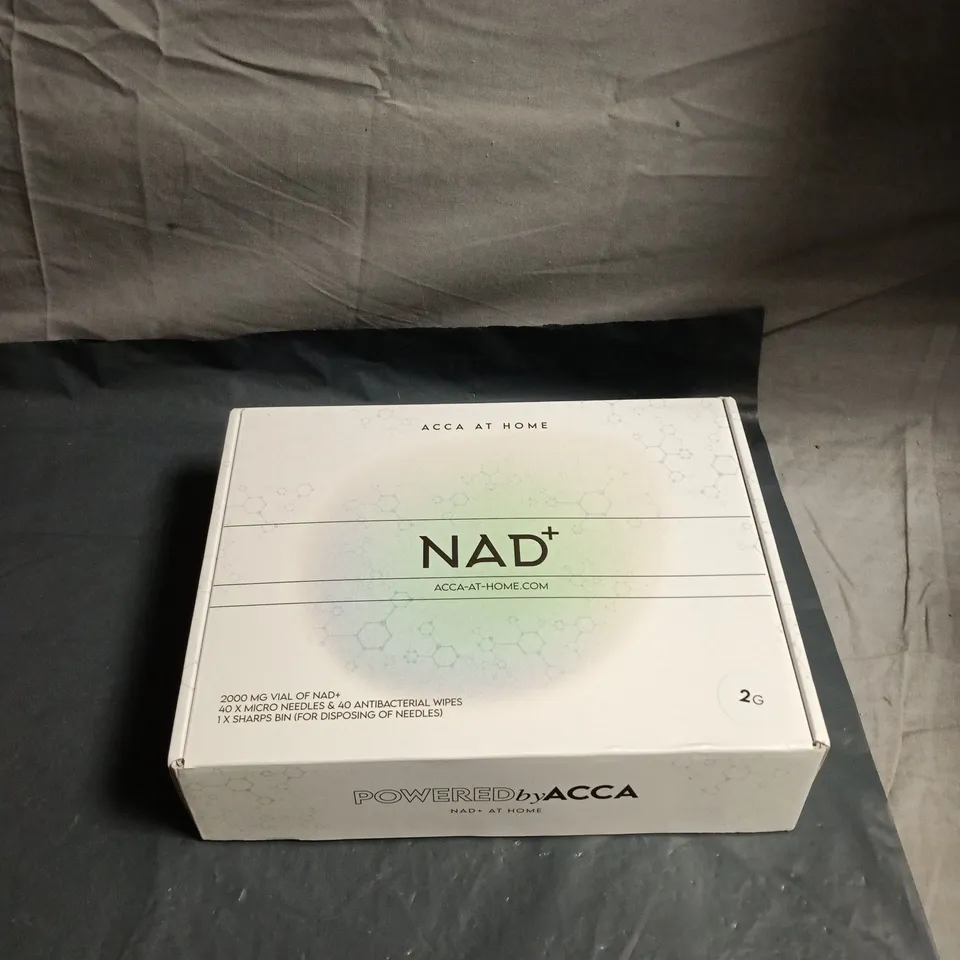 ACCA AT HOME
NAD+
ACCA-AT-HOME.COM
2000 MG VIAL OF NAD+
40 X MICRO NEEDLES & 40 ANTIBACTERIAL WIPES
1 X SHARPS BIN (FOR DISPOSING OF NEEDLES)
2G
POWEREDbyACCA
NAD+ AT HOME